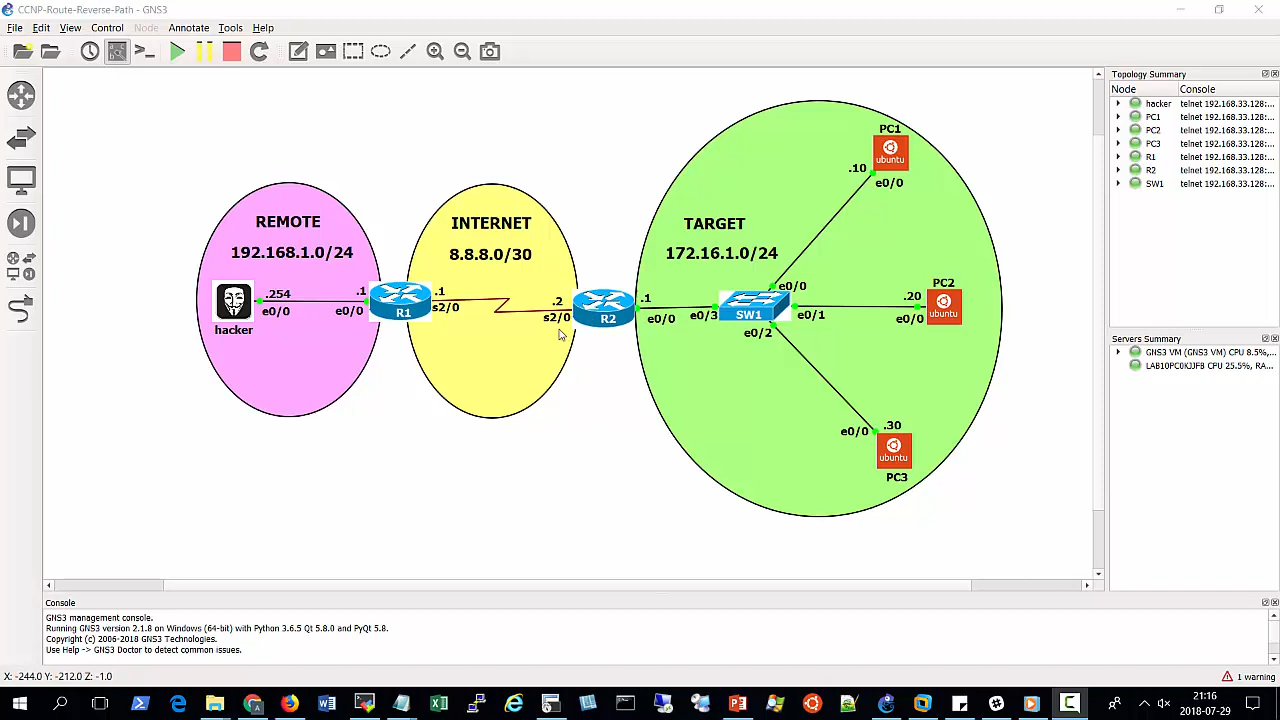 CCNP-Route-Reverse-Path - GNS3
File Edit View Control Node Annotate Tools Help
Topology Summary
Node Console
hacker telnet 192.168.33.128:...
PC1 telnet 192.168.33.128:...
PC2 telnet 192.168.33.128:...
PC3 telnet 192.168.33.128:...
R1 telnet 192.168.33.128:...
R2 telnet 192.168.33.128:...
SW1 telnet 192.168.33.128:...
Servers Summary
GNS3 VM (GNS3 VM) CPU 8.5%,...
LAB10PC0KJJFB CPU 25.5%, RA...
REMOTE
192.168.1.0/24
.254
e0/0
hacker
.1
e0/0
R1
INTERNET
8.8.8.0/30
.1
s2/0
.2
s2/0
R2
TARGET
172.16.1.0/24
.1
e0/0
e0/3
SW1
e0/0
e0/1
e0/2
PC1
ubuntu
.10
e0/0
PC2
ubuntu
.20
e0/0
.30
e0/0
ubuntu
PC3
Console
GNS3 management console.
Running GNS3 version 2.1.8 on Windows (64-bit) with Python 3.6.5 Qt 5.8.0 and PyQt 5.8.
Copyright (c) 2006-2018 GNS3 Technologies.
Use Help -> GNS3 Doctor to detect common issues.
X: -244.0 Y: -212.0 Z: -1.0
1 warning
21:16
2018-07-29